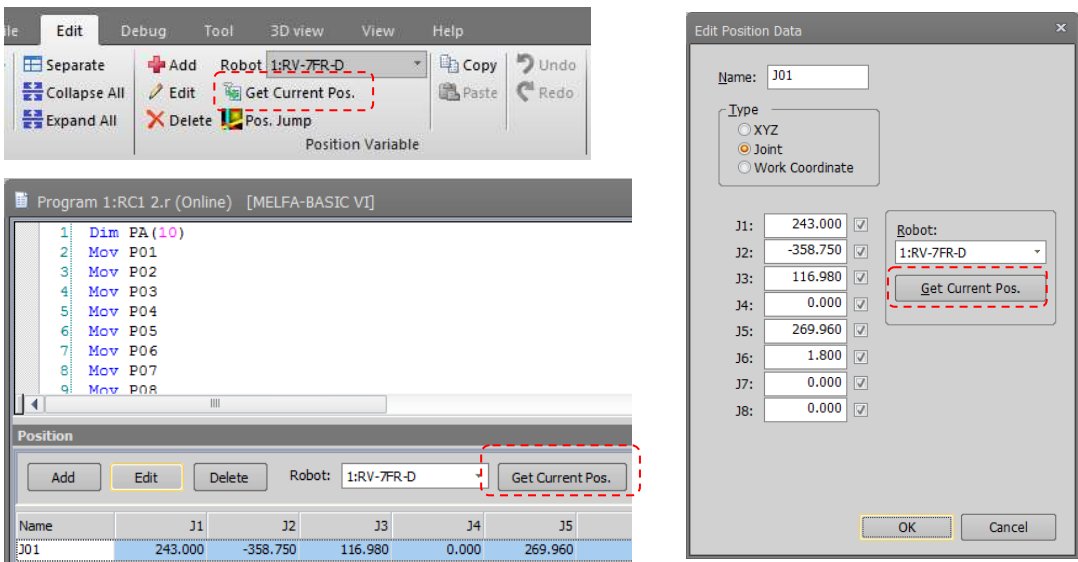 Edit Debug Tool 3D view View Help
Separate Add Robot 1:RV-7FR-D Copy Undo
Collapse All Edit Get Current Pos. Paste Redo
Expand All Delete Pos. Jump
Position Variable
Program 1:RC1 2.r (Online) [MELFA-BASIC VI]
1 Dim PA(10)
2 Mov P01
3 Mov P02
4 Mov P03
5 Mov P04
6 Mov P05
7 Mov P06
8 Mov P07
9 Mov P08
Position
Add Edit Delete Robot: 1:RV-7FR-D Get Current Pos.
Name J1 J2 J3 J4 J5
J01 243.000 -358.750 116.980 0.000 269.960
Edit Position Data
Name: J01
Type
XYZ
Joint
Work Coordinate
J1: 243.000
J2: -358.750
J3: 116.980
J4: 0.000
J5: 269.960
J6: 1.800
J7: 0.000
J8: 0.000
Robot:
1:RV-7FR-D
Get Current Pos.
OK Cancel